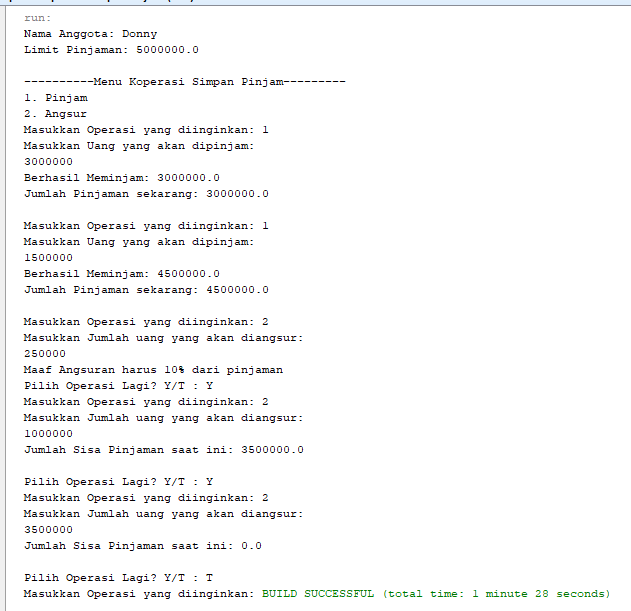 run:
Nama Anggota: Donny
Limit Pinjaman: 5000000.0
----------Menu Koperasi Simpan Pinjam---------
1. Pinjam
2. Angsur
Masukkan Operasi yang diinginkan: 1
Masukkan Uang yang akan dipinjam:
3000000
Berhasil Meminjam: 3000000.0
Jumlah Pinjaman sekarang: 3000000.0
Masukkan Operasi yang diinginkan: 1
Masukkan Uang yang akan dipinjam:
1500000
Berhasil Meminjam: 4500000.0
Jumlah Pinjaman sekarang: 4500000.0
Masukkan Operasi yang diinginkan: 2
Masukkan Jumlah uang yang akan diangsur:
250000
Maaf Angsuran harus 10% dari pinjaman
Pilih Operasi Lagi? Y/T : Y
Masukkan Operasi yang diinginkan: 2
Masukkan Jumlah uang yang akan diangsur:
1000000
Jumlah Sisa Pinjaman saat ini: 3500000.0
Pilih Operasi Lagi? Y/T : Y
Masukkan Operasi yang diinginkan: 2
Masukkan Jumlah uang yang akan diangsur:
3500000
Jumlah Sisa Pinjaman saat ini: 0.0
Pilih Operasi Lagi? Y/T : T
Masukkan Operasi yang diinginkan: BUILD SUCCESSFUL (total time: 1 minute 28 seconds)